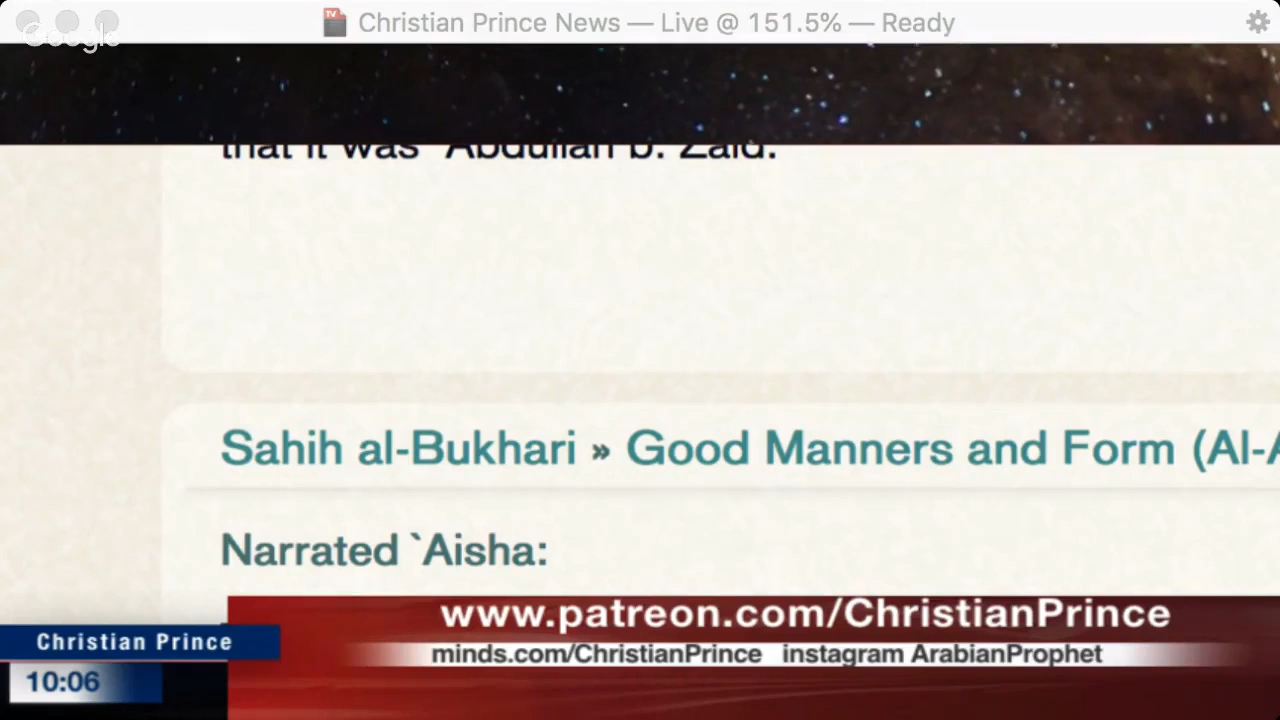 Christian Prince News — Live @ 151.5% — Ready
Google
that it was `Abdullah b. Zaid.
Sahih al-Bukhari » Good Manners and Form (Al-A
Narrated `Aisha:
www.patreon.com/ChristianPrince
Christian Prince
minds.com/ChristianPrince instagram ArabianProphet
10:06